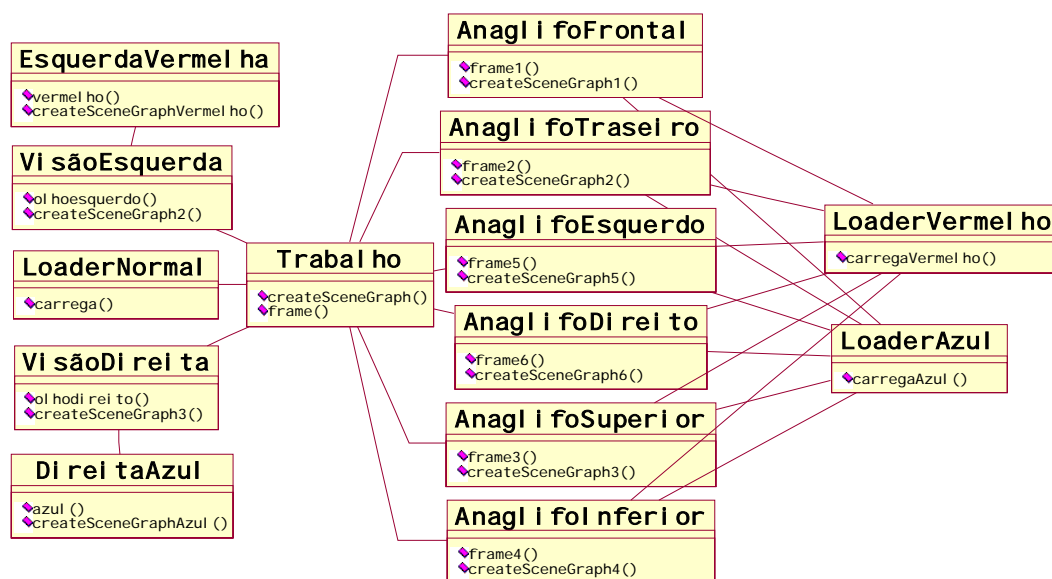 EsquerdaVermelha
vermelho()
createSceneGraphVermelho()
VisãoEsquerda
olhoesquerdo()
createSceneGraph2()
LoaderNormal
carrega()
VisãoDireita
olhodireito()
createSceneGraph3()
DireitaAzul
azul()
createSceneGraphAzul()
Trabalho
createSceneGraph()
frame()
AnaglifoFrontal
frame1()
createSceneGraph1()
AnaglifoTraseiro
frame2()
createSceneGraph2()
AnaglifoEsquerdo
frame5()
createSceneGraph5()
AnaglifoDireito
frame6()
createSceneGraph6()
AnaglifoSuperior
frame3()
createSceneGraph3()
AnaglifoInferior
frame4()
createSceneGraph4()
LoaderVermelho
carregaVermelho()
LoaderAzul
carregaAzul()